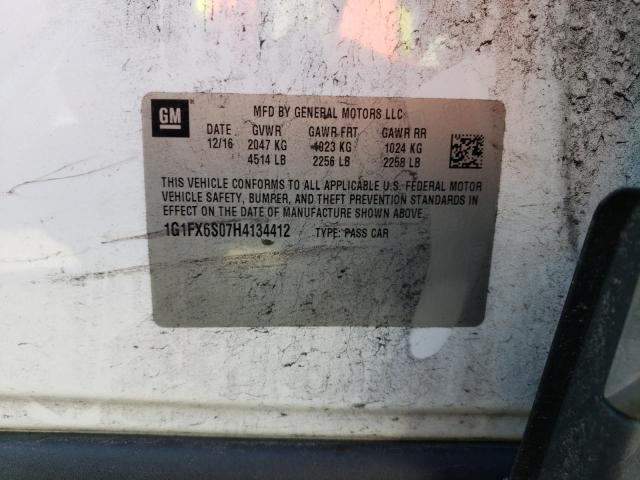 GM
MFD BY GENERAL MOTORS LLC
DATE GVWR GAWR FRT GAWR RR
12/16 2047 KG 1023 KG 1024 KG
4514 LB 2256 LB 2258 LB
THIS VEHICLE CONFORMS TO ALL APPLICABLE U.S. FEDERAL MOTOR
VEHICLE SAFETY, BUMPER, AND THEFT PREVENTION STANDARDS IN
EFFECT ON THE DATE OF MANUFACTURE SHOWN ABOVE.
1G1FX6S07H4134412 TYPE: PASS CAR